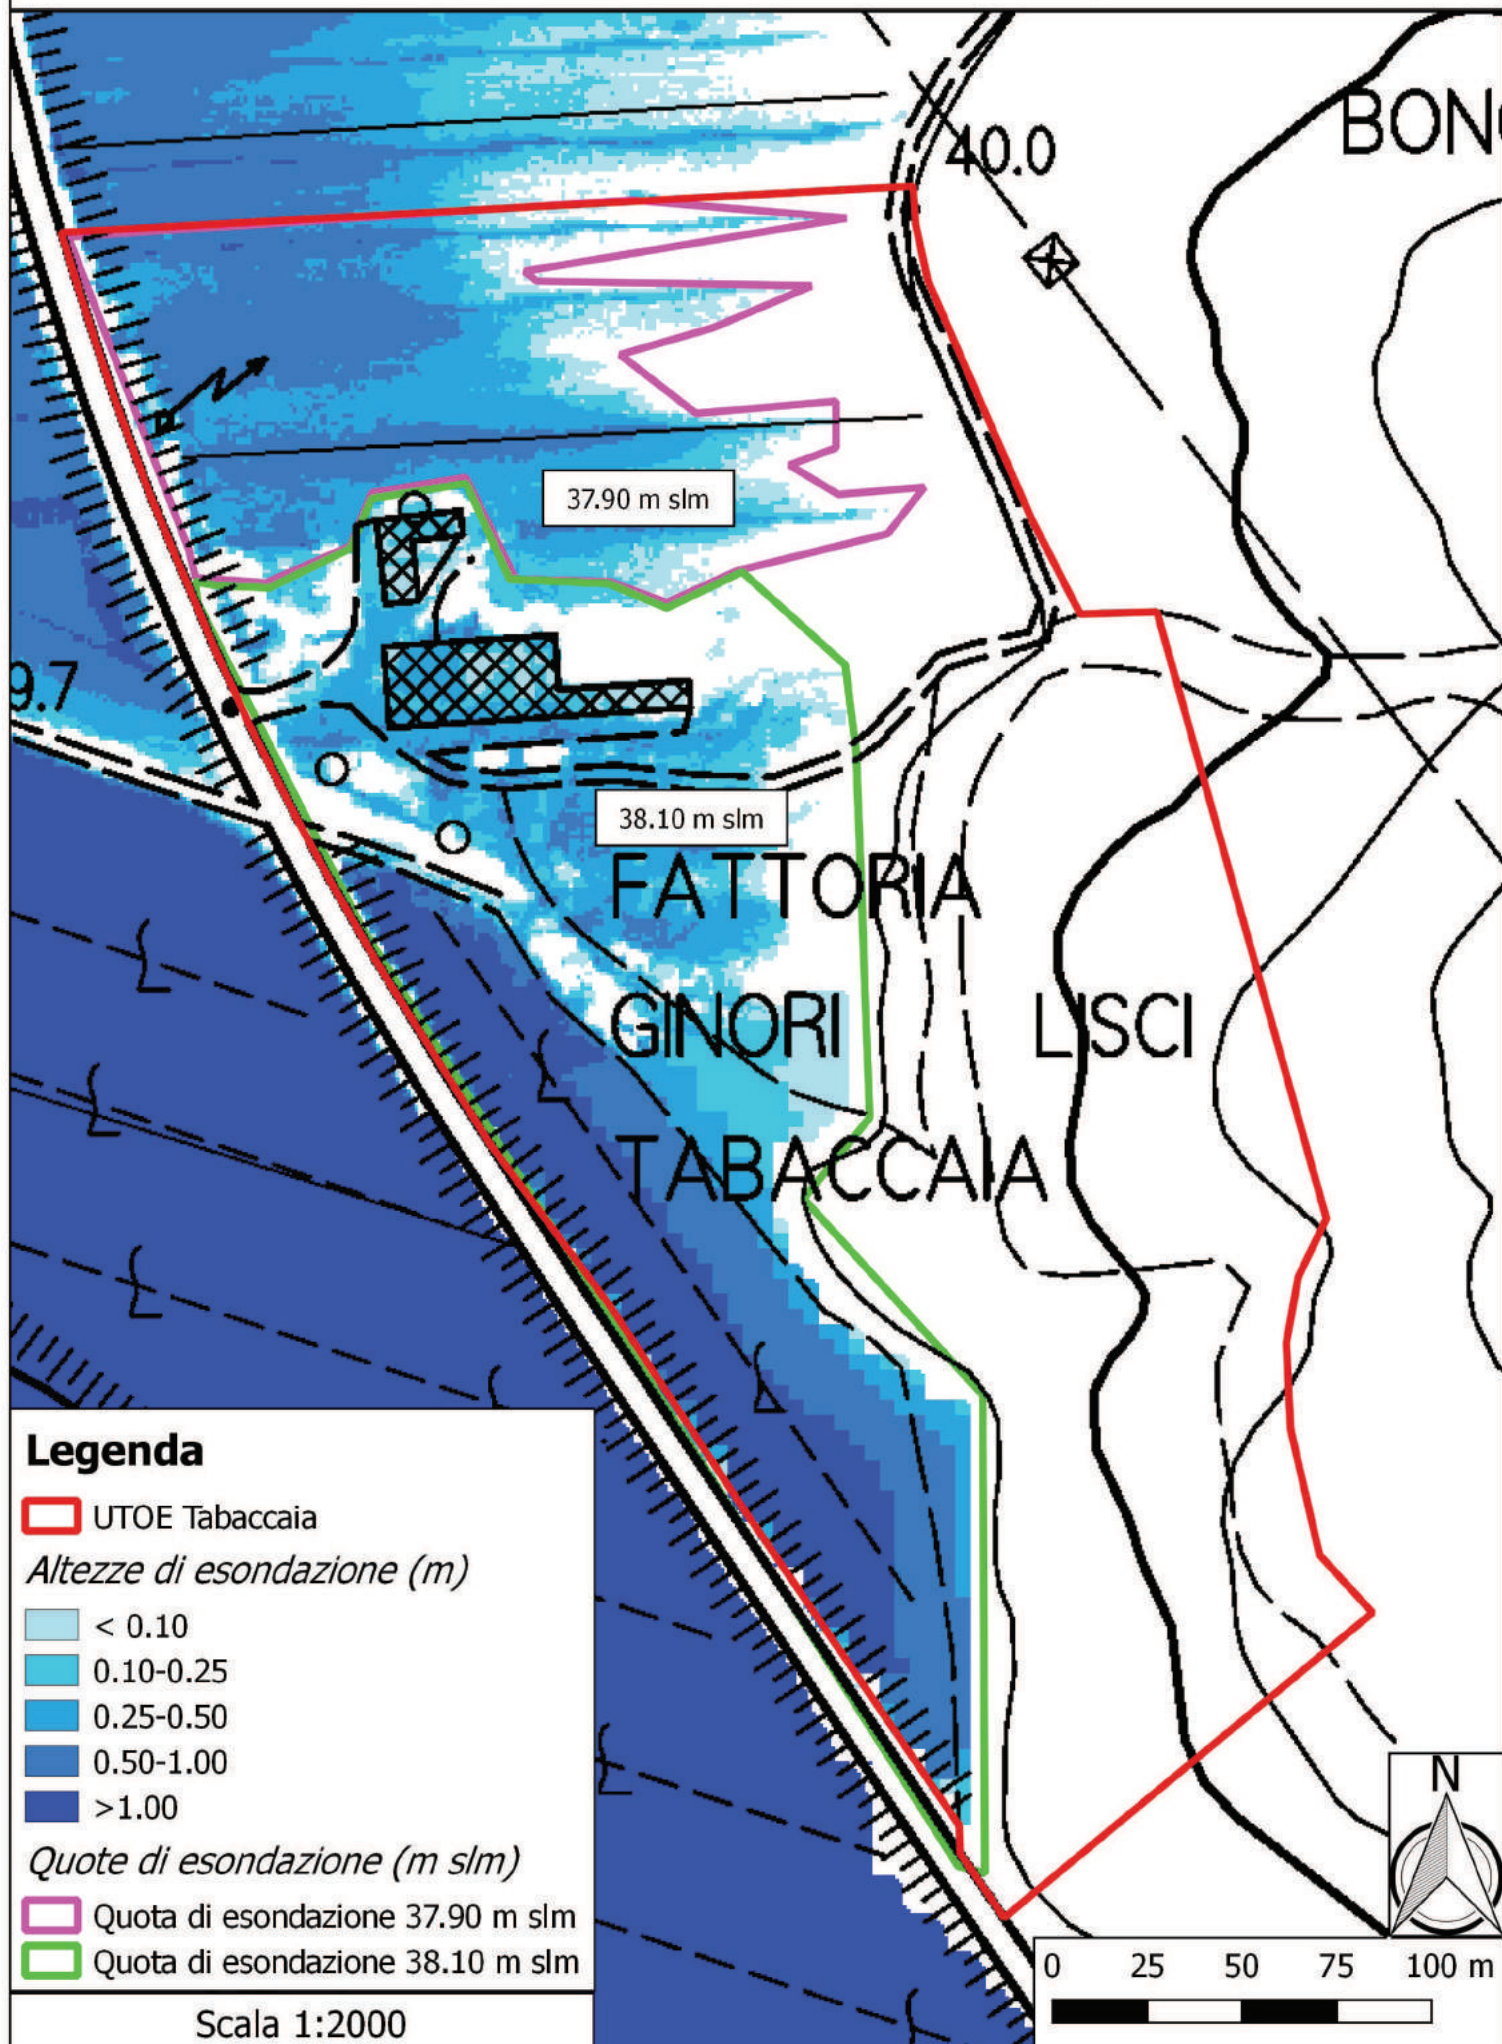 BON
40.0
37.90 m slm
9.7
38.10 m slm
FATTORIA
GINORI LISCI
TABACCAIA
Legenda
UTOE Tabaccaia
Altezze di esondazione (m)
< 0.10
0.10-0.25
0.25-0.50
0.50-1.00
>1.00
Quote di esondazione (m slm)
Quota di esondazione 37.90 m slm
Quota di esondazione 38.10 m slm
Scala 1:2000
N
0 25 50 75 100 m